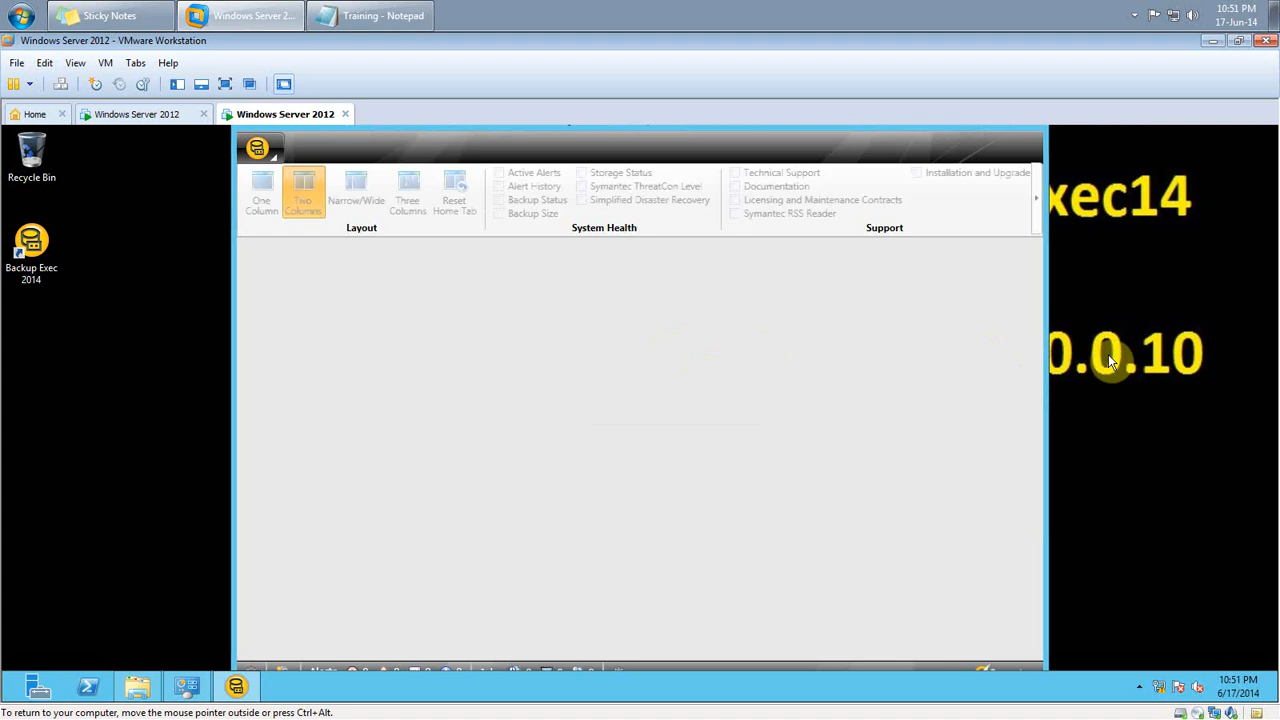 Sticky Notes
Windows Server 2...
Training - Notepad
10:51 PM
17-Jun-14
Windows Server 2012 - VMware Workstation
File Edit View VM Tabs Help
Home
Windows Server 2012
Windows Server 2012
Recycle Bin
Backup Exec
2014
One
Column
Two
Columns
Narrow/Wide
Three
Columns
Reset
Home Tab
Layout
Active Alerts
Alert History
Backup Status
Backup Size
Storage Status
Symantec ThreatCon Level
Simplified Disaster Recovery
System Health
Technical Support
Documentation
Licensing and Maintenance Contracts
Symantec RSS Reader
Installation and Upgrade
Support
xec14
0.0.10
10:51 PM
6/17/2014
To return to your computer, move the mouse pointer outside or press Ctrl+Alt.